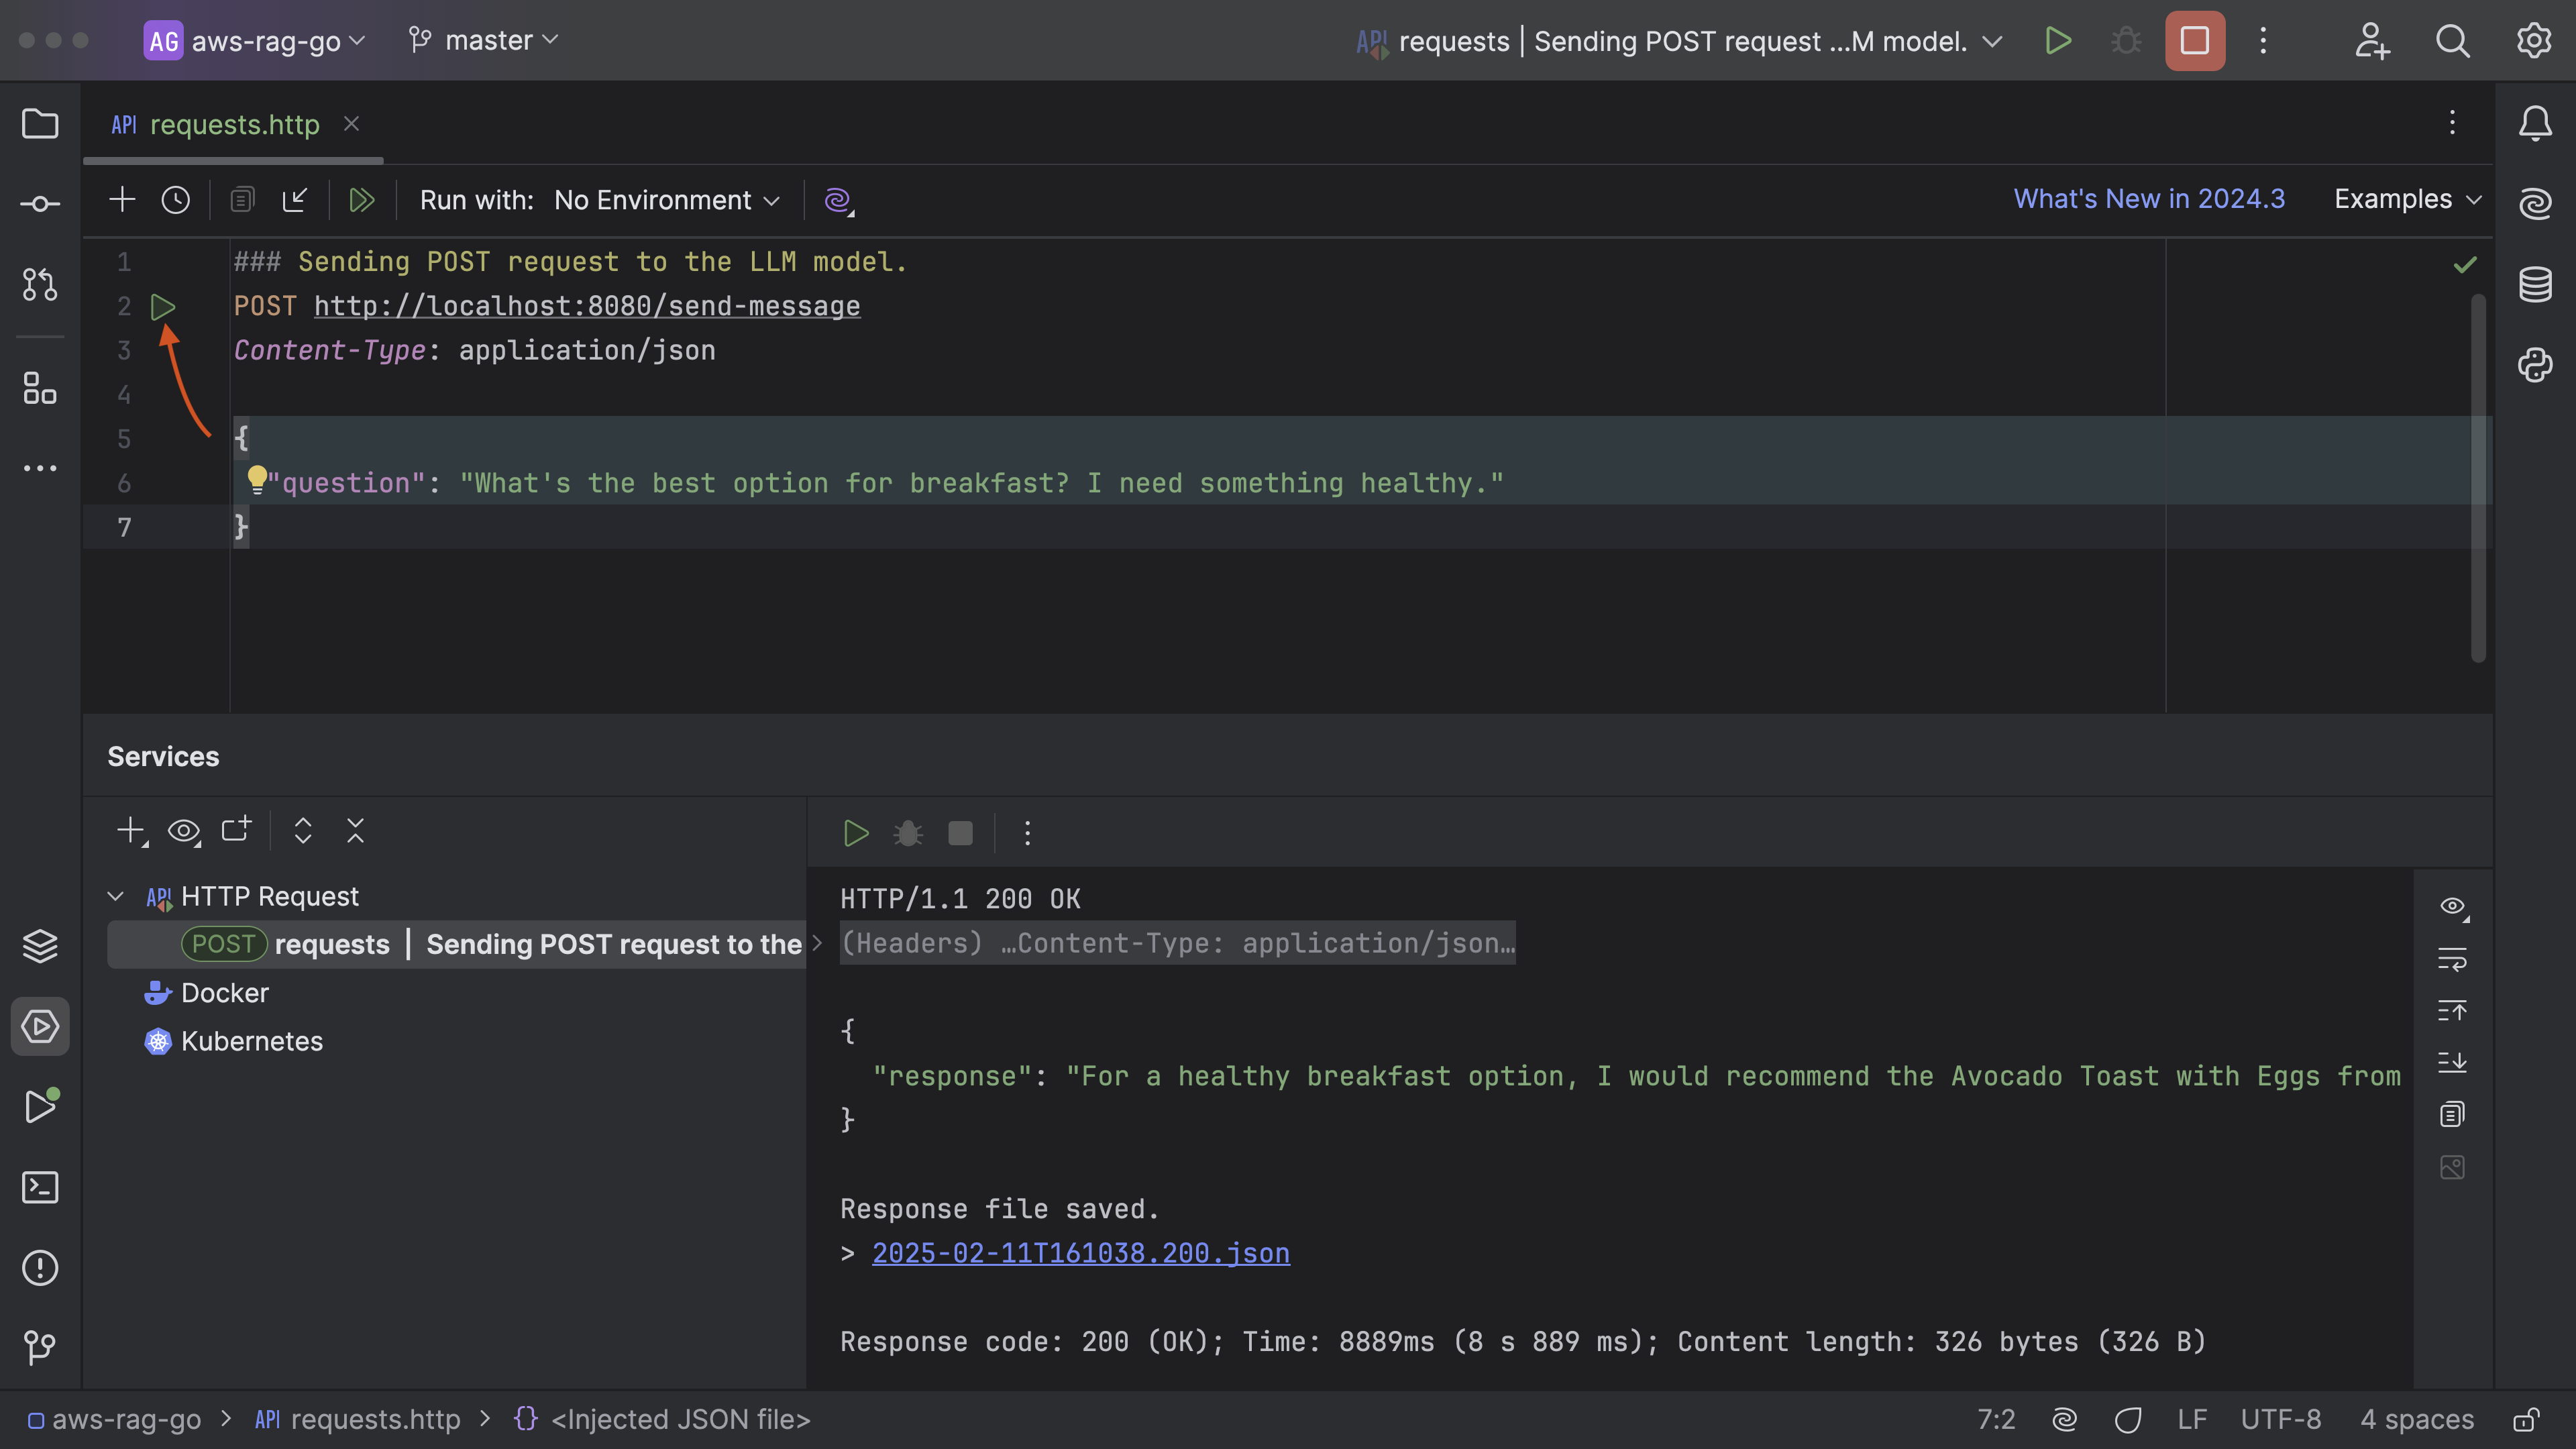 AG aws-rag-go master
API requests | Sending POST request ...M model.
API requests.http
Run with: No Environment
What's New in 2024.3 Examples
1 ### Sending POST request to the LLM model.
2 POST http://localhost:8080/send-message
3 Content-Type: application/json
4
5 {
6 "question": "What's the best option for breakfast? I need something healthy."
7 }
Services
API HTTP Request
POST requests | Sending POST request to the
Docker
Kubernetes
HTTP/1.1 200 OK
(Headers) …Content-Type: application/json…
{
"response": "For a healthy breakfast option, I would recommend the Avocado Toast with Eggs from
}
Response file saved.
> 2025-02-11T161038.200.json
Response code: 200 (OK); Time: 8889ms (8 s 889 ms); Content length: 326 bytes (326 B)
aws-rag-go > API requests.http > {} <Injected JSON file>
7:2 LF UTF-8 4 spaces